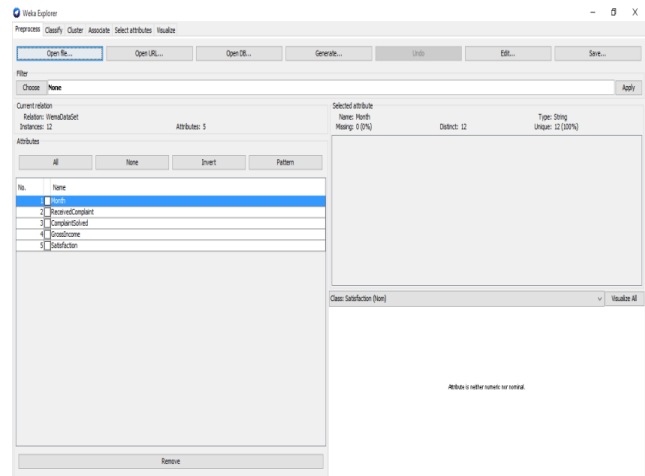 Weka Explorer
Preprocess Classify Cluster Associate Select attributes Visualize
Open file... Open URL... Open DB... Generate... Undo Edit... Save...
Filter
Choose None Apply
Current relation
Relation: WemaDataSet
Instances: 12 Attributes: 5
Attributes
All None Invert Pattern
No. Name
1 Month
2 ReceivedComplaint
3 ComplaintSolved
4 GrossIncome
5 Satisfaction
Remove
Selected attribute
Name: Month Type: String
Missing: 0 (0%) Distinct: 12 Unique: 12 (100%)
Class: Satisfaction (Nom) Visualize All
Attribute is neither numeric nor nominal.